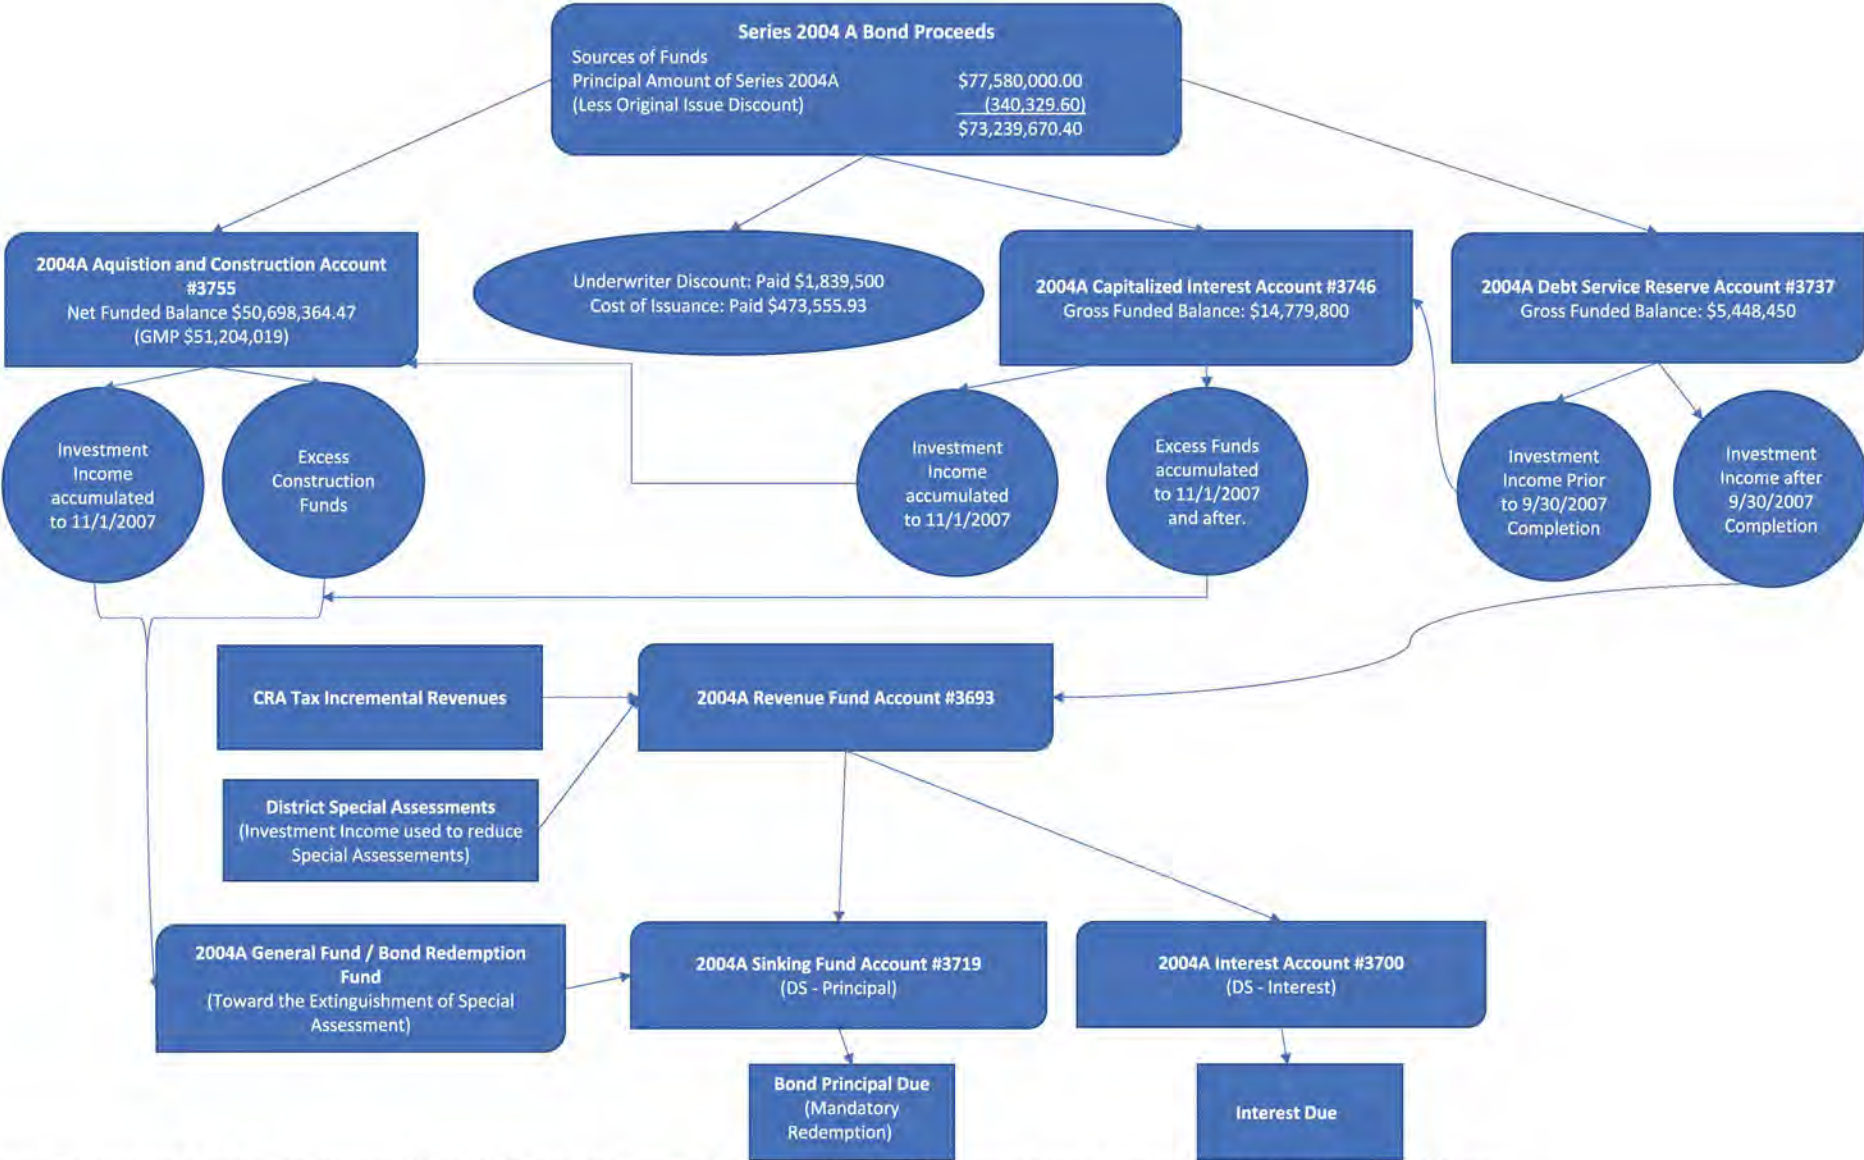 Series 2004 A Bond Proceeds
Sources of Funds
Principal Amount of Series 2004A $77,580,000.00
(Less Original Issue Discount) (340,329.60)
$73,239,670.40
2004A Aquistion and Construction Account
#3755
Net Funded Balance $50,698,364.47
(GMP $51,204,019)
Underwriter Discount: Paid $1,839,500
Cost of Issuance: Paid $473,555.93
2004A Capitalized Interest Account #3746
Gross Funded Balance: $14,779,800
2004A Debt Service Reserve Account #3737
Gross Funded Balance: $5,448,450
Investment
Income
accumulated
to 11/1/2007
Excess
Construction
Funds
Investment
Income
accumulated
to 11/1/2007
Excess Funds
accumulated
to 11/1/2007
and after.
Investment
Income Prior
to 9/30/2007
Completion
Investment
Income after
9/30/2007
Completion
CRA Tax Incremental Revenues
2004A Revenue Fund Account #3693
District Special Assessments
(Investment Income used to reduce
Special Assessements)
2004A General Fund / Bond Redemption
Fund
(Toward the Extinguishment of Special
Assessment)
2004A Sinking Fund Account #3719
(DS - Principal)
2004A Interest Account #3700
(DS - Interest)
Bond Principal Due
(Mandatory
Redemption)
Interest Due